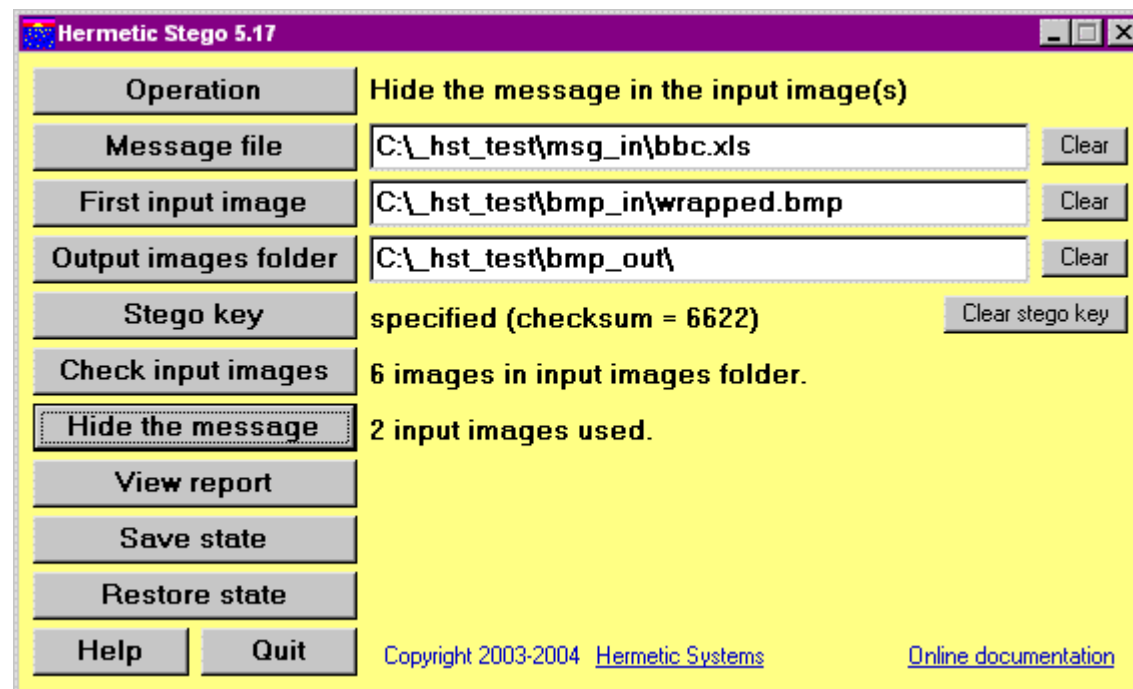 Hermetic Stego 5.17
Operation Hide the message in the input image(s)
Message file C:\_hst_test\msg_in\bbc.xls Clear
First input image C:\_hst_test\bmp_in\wrapped.bmp Clear
Output images folder C:\_hst_test\bmp_out\ Clear
Stego key specified (checksum = 6622) Clear stego key
Check input images 6 images in input images folder.
Hide the message 2 input images used.
View report
Save state
Restore state
Help Quit Copyright 2003-2004 Hermetic Systems Online documentation